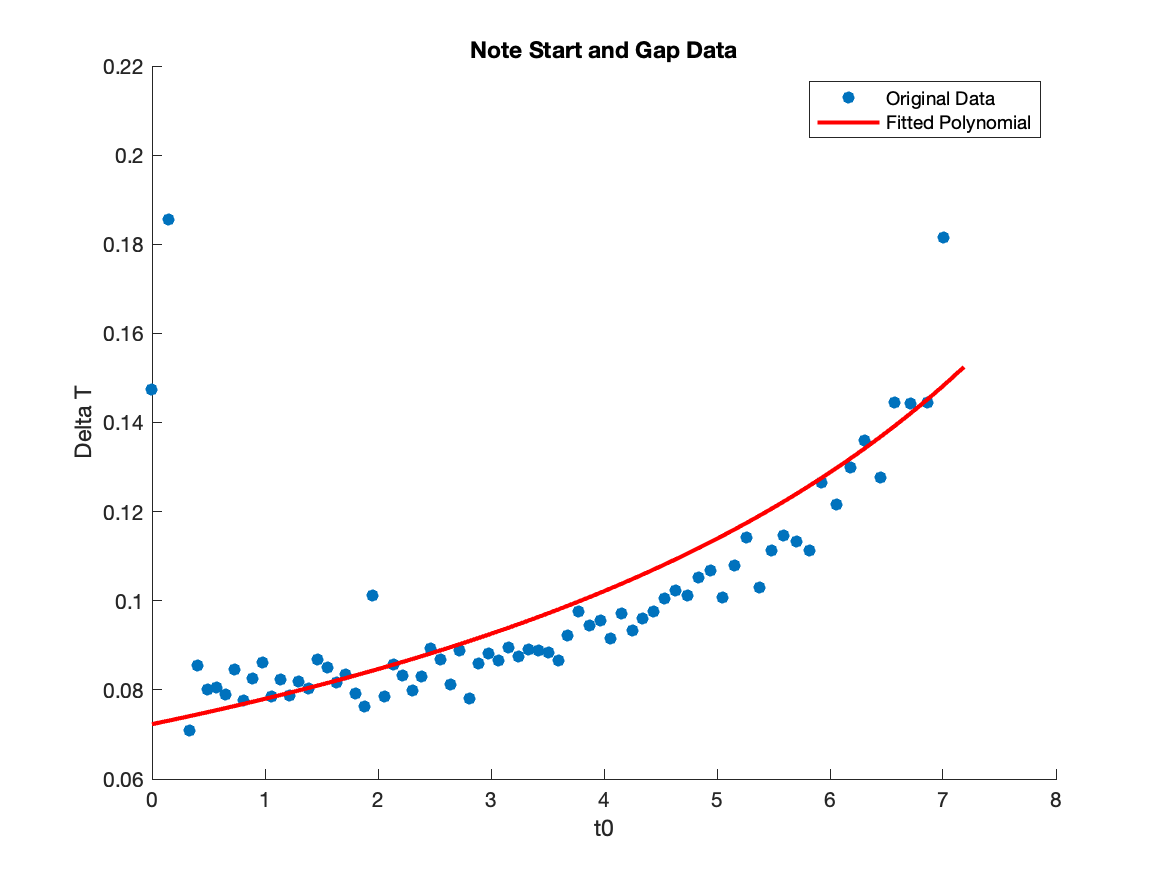 Note Start and Gap Data
0.22
0.2
0.18
0.16
0.14
0.12
0.1
0.08
0.06
Delta T
Original Data
Fitted Polynomial
0 1 2 3 4 5 6 7 8
t0